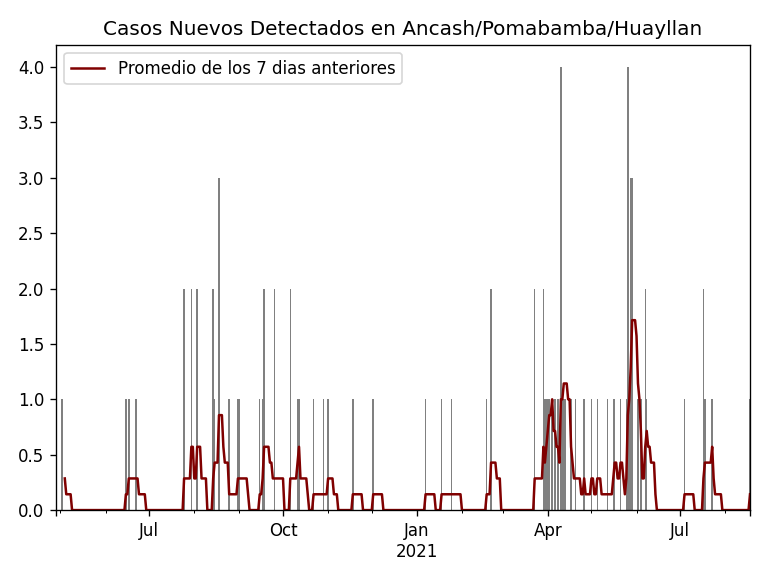 Casos Nuevos Detectados en Ancash/Pomabamba/Huayllan
Promedio de los 7 dias anteriores
4.0
3.5
3.0
2.5
2.0
1.5
1.0
0.5
0.0
Jul
Oct
Jan
2021
Apr
Jul